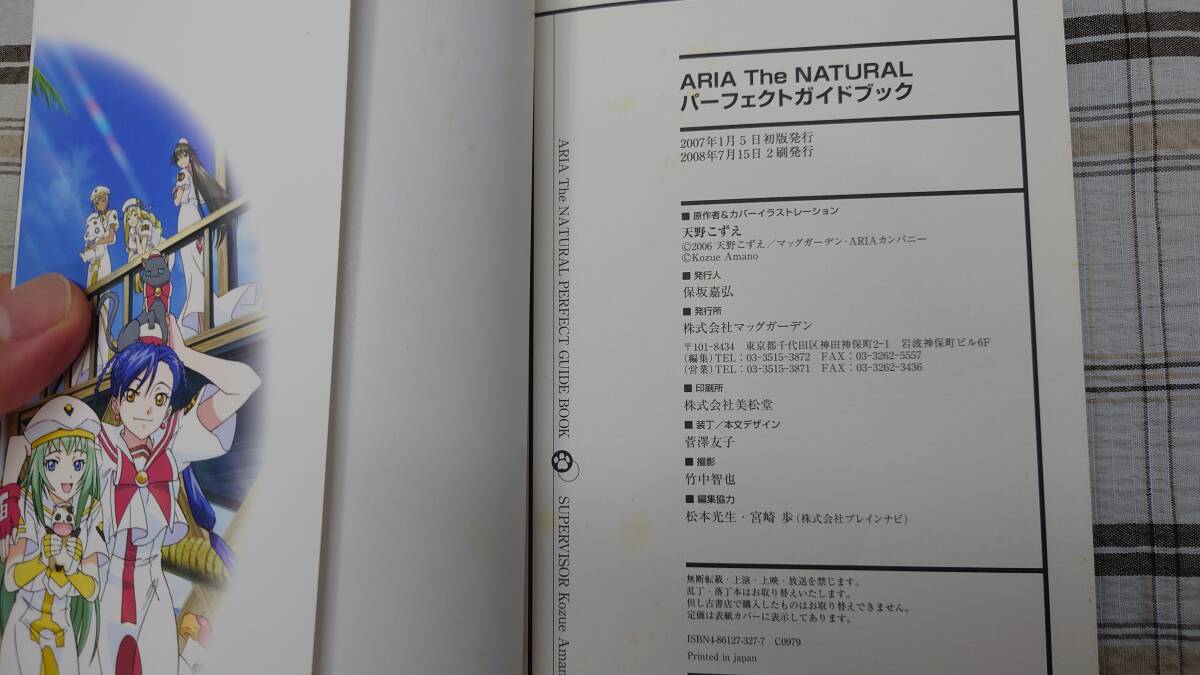 ARIA The NATURAL PERFECT GUIDE BOOK SUPERVISOR Kozue Aman
ARIA The NATURAL
パーフェクトガイドブック
2007年1月5日初版発行
2008年7月15日2刷発行
■ 原作者&カバーイラストレーション
天野こずえ
©2006 天野こずえ/マッグガーデン・ARIAカンパニー
©Kozue Amano
■ 発行人
保坂嘉弘
■ 発行所
株式会社マッグガーデン
〒101-8434 東京都千代田区神田神保町2-1 岩波神保町ビル6F
(編集)TEL:03-3515-3872 FAX:03-3262-5557
(営業)TEL:03-3515-3871 FAX:03-3262-3436
■ 印刷所
株式会社美松堂
■ 装丁/本文デザイン
菅澤友子
■ 撮影
竹中智也
■ 編集協力
松本光生・宮崎 歩(株式会社ブレインナビ)
無断転載・上演・上映・放送を禁じます。
乱丁・落丁本はお取り替えいたします。
但し古書店で購入したものはお取り替えできません。
定価は表紙カバーに表示してあります。
ISBN4-86127-327-7 C0979
Printed in japan